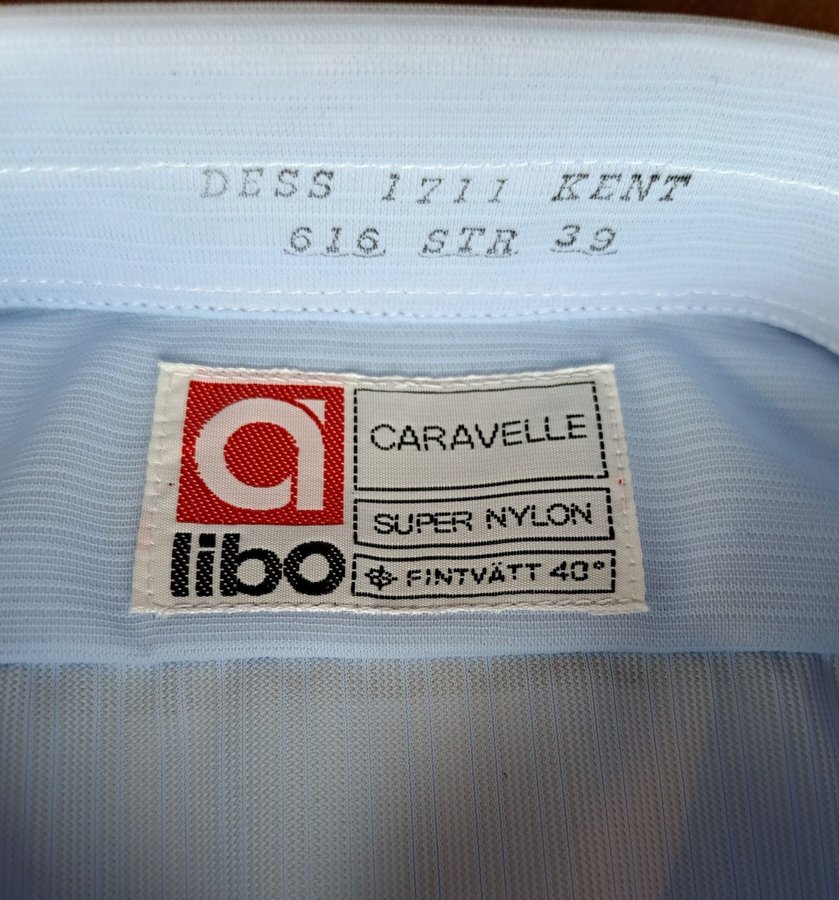 DESS 1711 KENT
616 STR 39
a
libo
CARAVELLE
SUPER NYLON
FINTVÄTT 40°